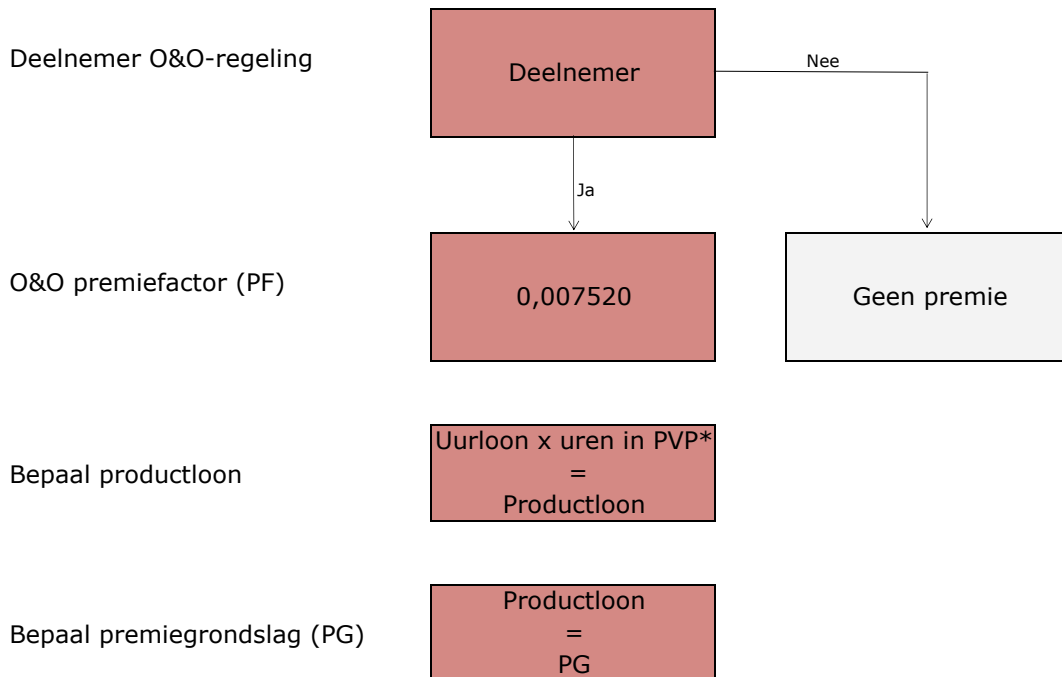 Deelnemer O&O-regeling
Deelnemer
Nee
Ja
O&O premiefactor (PF)
0,007520
Geen premie
Bepaal productloon
Uurloon x uren in PVP*
=
Productloon
Bepaal premiegrondslag (PG)
Productloon
=
PG